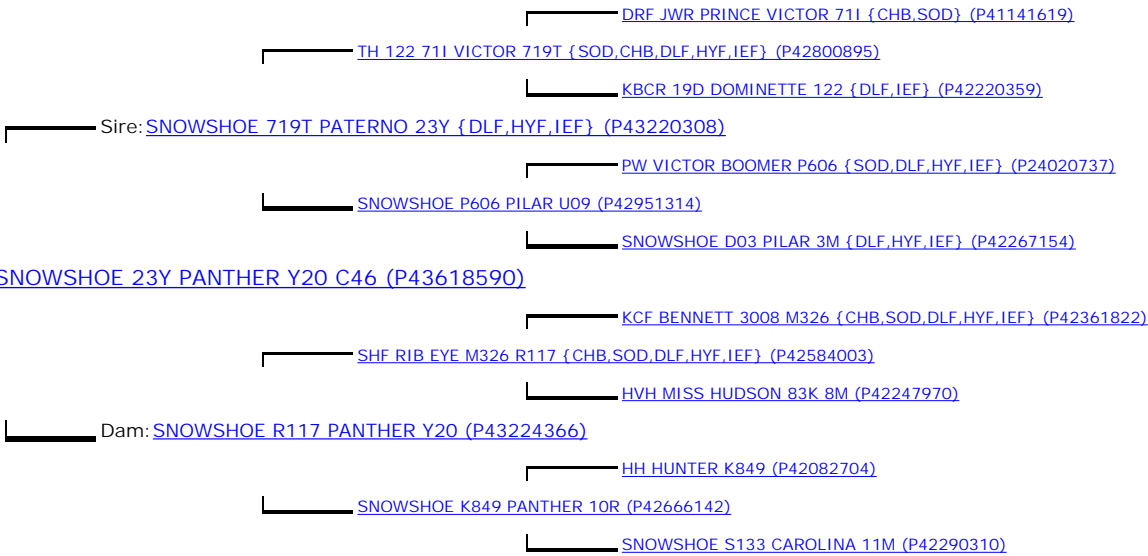 DRF JWR PRINCE VICTOR 71I {CHB,SOD} (P41141619)
TH 122 71I VICTOR 719T {SOD,CHB,DLF,HYF,IEF} (P42800895)
KBCR 19D DOMINETTE 122 {DLF,IEF} (P42220359)
Sire: SNOWSHOE 719T PATERNO 23Y {DLF,HYF,IEF} (P43220308)
PW VICTOR BOOMER P606 {SOD,DLF,HYF,IEF} (P24020737)
SNOWSHOE P606 PILAR U09 (P42951314)
SNOWSHOE D03 PILAR 3M {DLF,HYF,IEF} (P42267154)
SNOWSHOE 23Y PANTHER Y20 C46 (P43618590)
KCF BENNETT 3008 M326 {CHB,SOD,DLF,HYF,IEF} (P42361822)
SHF RIB EYE M326 R117 {CHB,SOD,DLF,HYF,IEF} (P42584003)
HVH MISS HUDSON 83K 8M (P42247970)
Dam: SNOWSHOE R117 PANTHER Y20 (P43224366)
HH HUNTER K849 (P42082704)
SNOWSHOE K849 PANTHER 10R (P42666142)
SNOWSHOE S133 CAROLINA 11M (P42290310)